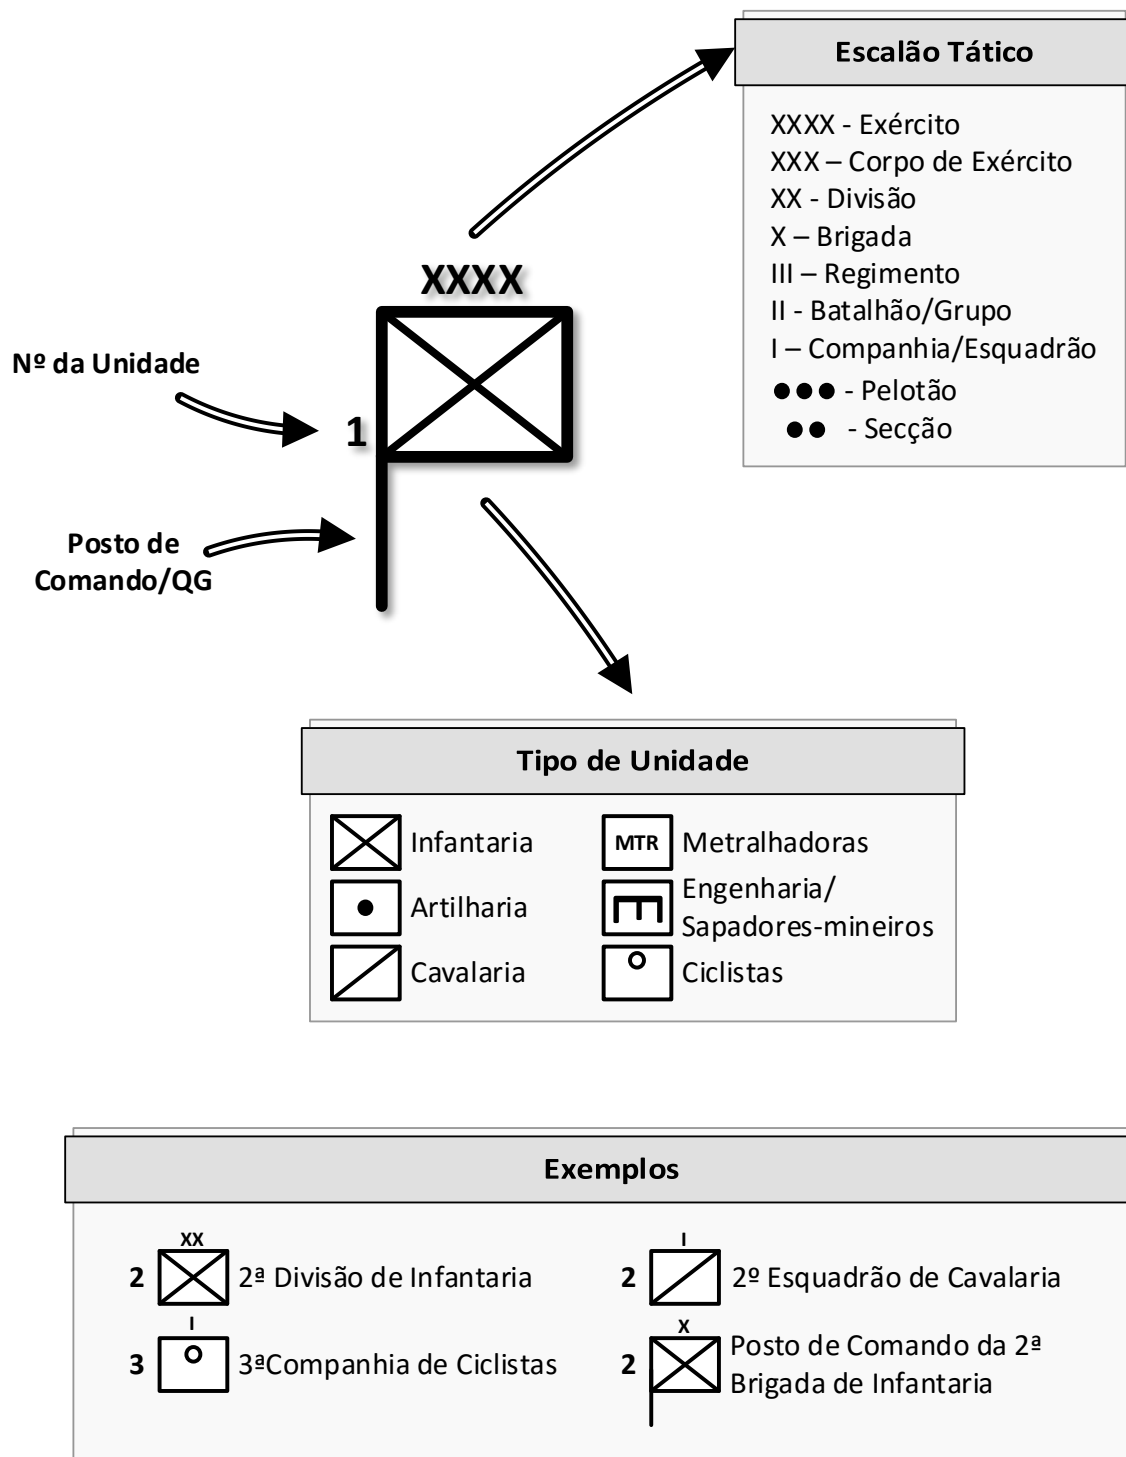 Escalão Tático
XXXX - Exército
XXX – Corpo de Exército
XX - Divisão
X – Brigada
III – Regimento
II - Batalhão/Grupo
I – Companhia/Esquadrão
●●● - Pelotão
●● - Secção
XXXX
Nº da Unidade
1
Posto de
Comando/QG
Tipo de Unidade
Infantaria
MTR Metralhadoras
Artilharia
Engenharia/
Sapadores-mineiros
Cavalaria
Ciclistas
Exemplos
XX
2 2ª Divisão de Infantaria
I
2 2º Esquadrão de Cavalaria
I
3 3ªCompanhia de Ciclistas
X
2 Posto de Comando da 2ª
Brigada de Infantaria